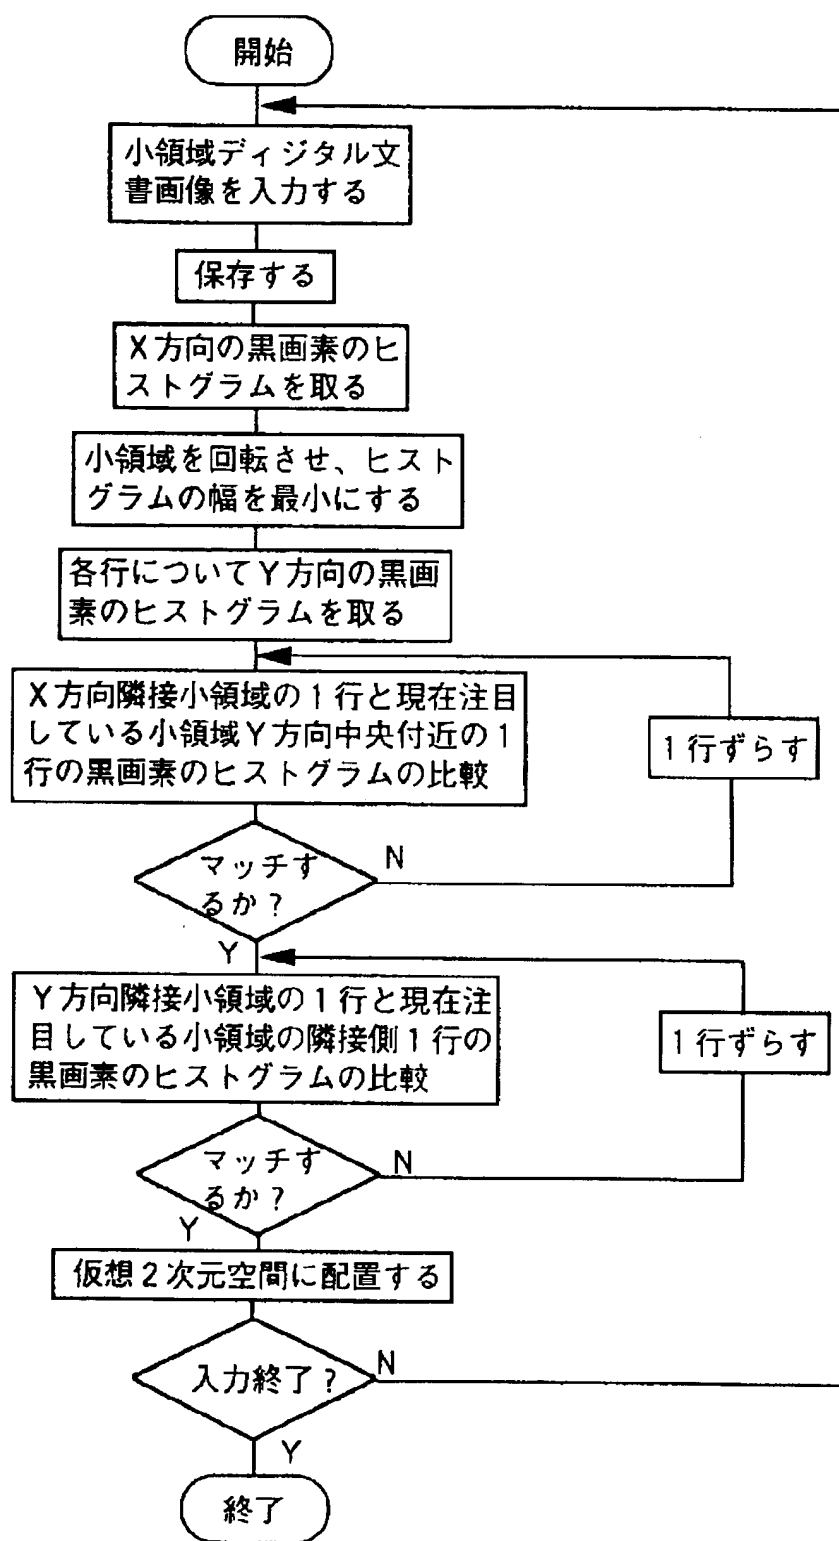 開始
小領域ディジタル文
書画像を入力する
保存する
X方向の黒画素のヒ
ストグラムを取る
小領域を回転させ、ヒスト
グラムの幅を最小にする
各行についてY方向の黒画
素のヒストグラムを取る
X方向隣接小領域の1行と現在注目
している小領域Y方向中央付近の1
行の黒画素のヒストグラムの比較
1行ずらす
マッチす
るか?
N
Y
Y方向隣接小領域の1行と現在注
目している小領域の隣接側1行の
黒画素のヒストグラムの比較
1行ずらす
マッチす
るか?
N
Y
仮想2次元空間に配置する
入力終了?
N
Y
終了